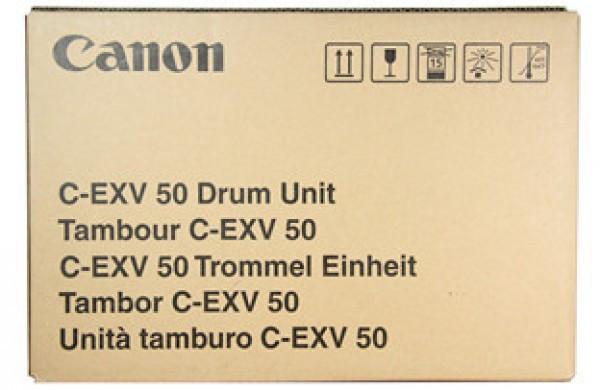 Canon
15
C-EXV 50 Drum Unit
Tambour C-EXV 50
C-EXV 50 Trommel Einheit
Tambor C-EXV 50
Unità tamburo C-EXV 50